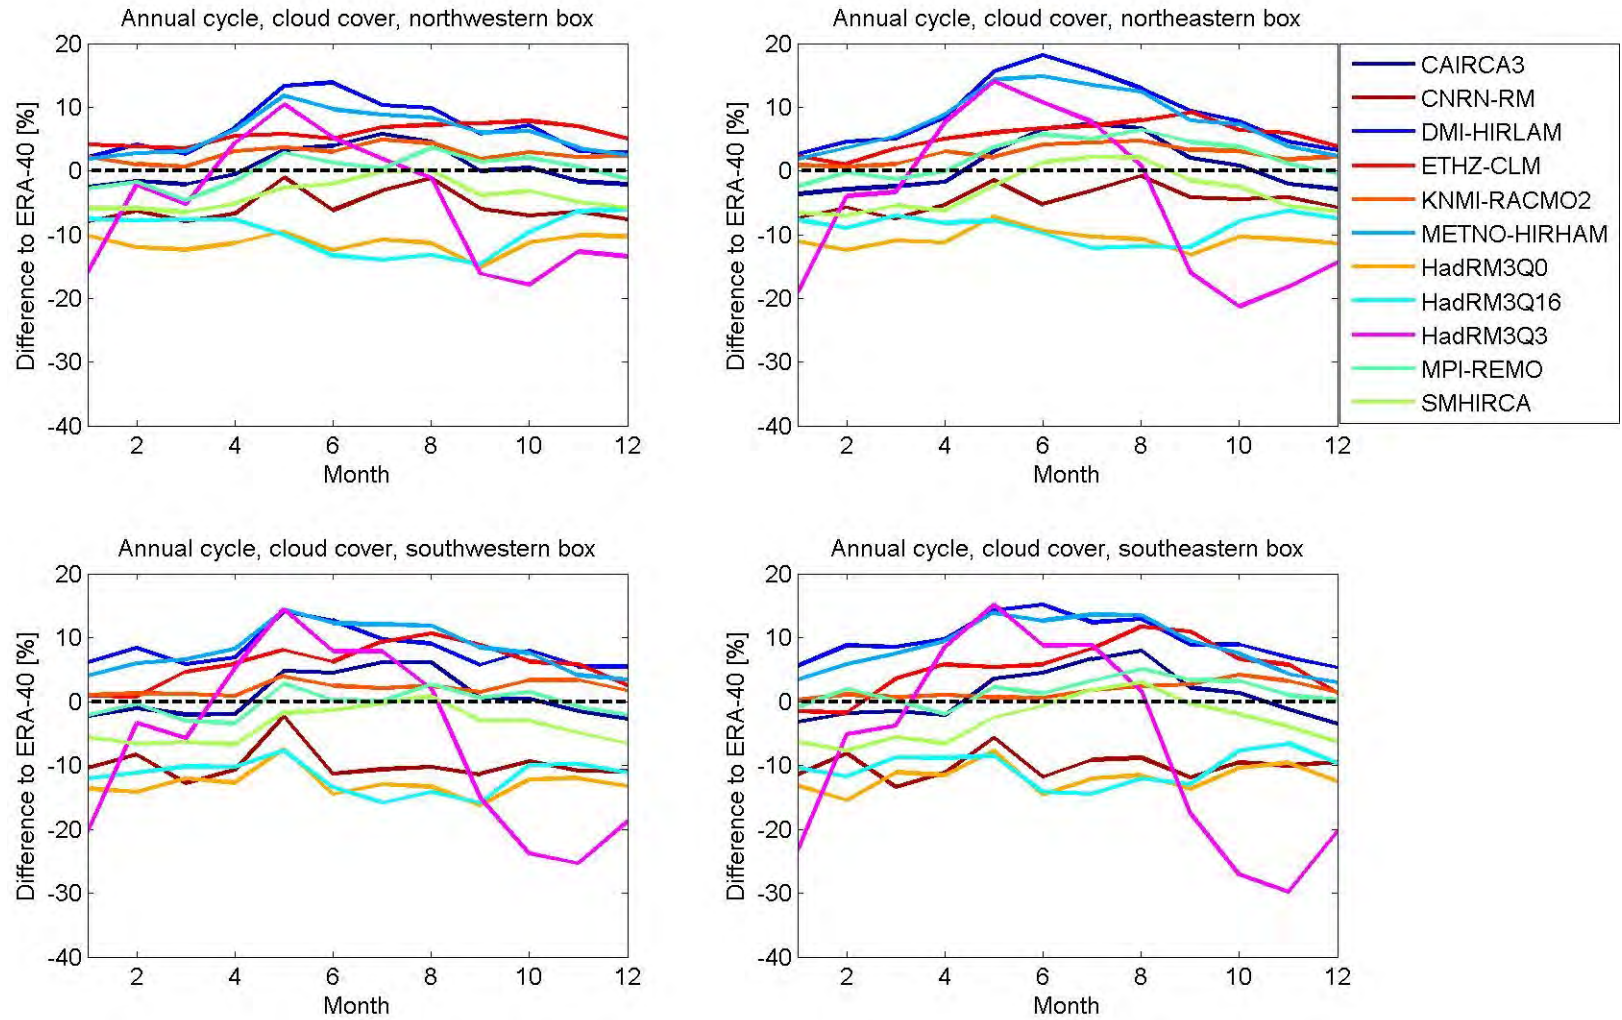 Annual cycle, cloud cover, northwestern box
20
10
0
-10
-20
-30
-40
Difference to ERA-40 [%]
2
4
6
8
10
12
Month
Annual cycle, cloud cover, northeastern box
20
10
0
-10
-20
-30
-40
Difference to ERA-40 [%]
2
4
6
8
10
12
Month
CAIRCA3
CNRN-RM
DMI-HIRLAM
ETHZ-CLM
KNMI-RACMO2
METNO-HIRHAM
HadRM3Q0
HadRM3Q16
HadRM3Q3
MPI-REMO
SMHIRCA
Annual cycle, cloud cover, southwestern box
20
10
0
-10
-20
-30
-40
Difference to ERA-40 [%]
2
4
6
8
10
12
Month
Annual cycle, cloud cover, southeastern box
20
10
0
-10
-20
-30
-40
Difference to ERA-40 [%]
2
4
6
8
10
12
Month